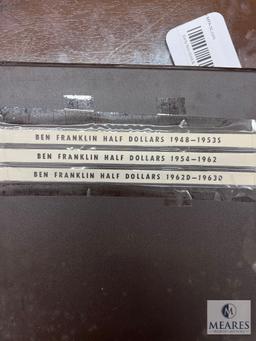 BEN FRANKLIN HALF DOLLARS 1948–1953S
BEN FRANKLIN HALF DOLLARS 1954–1962
BEN FRANKLIN HALF DOLLARS 1962D–1963D
M
MEARES